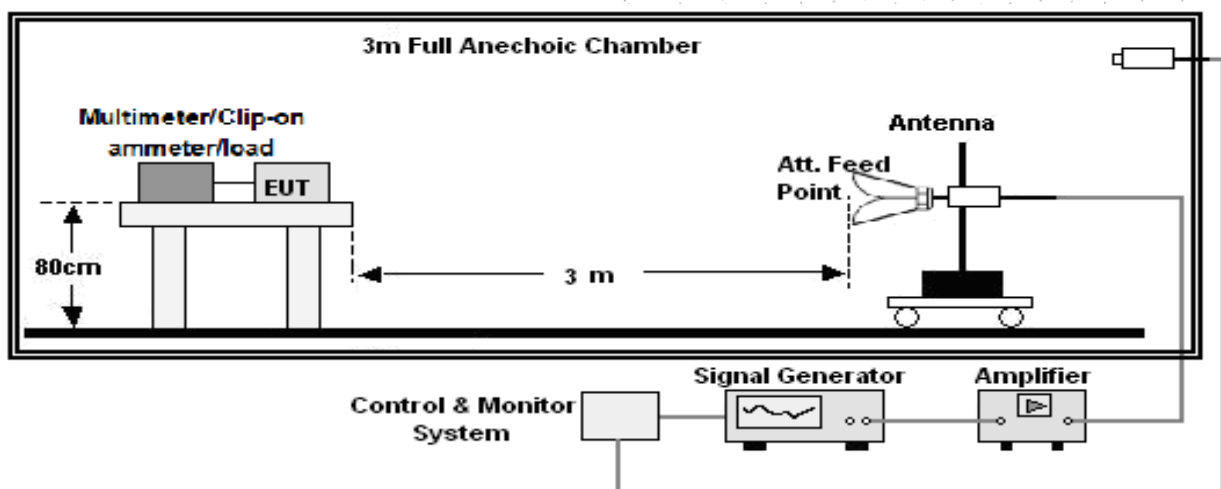 3m Full Anechoic Chamber
Multimeter/Clip-on
ammeter/load
EUT
80cm
3 m
Att. Feed
Point
Antenna
Signal Generator
Amplifier
Control & Monitor
System